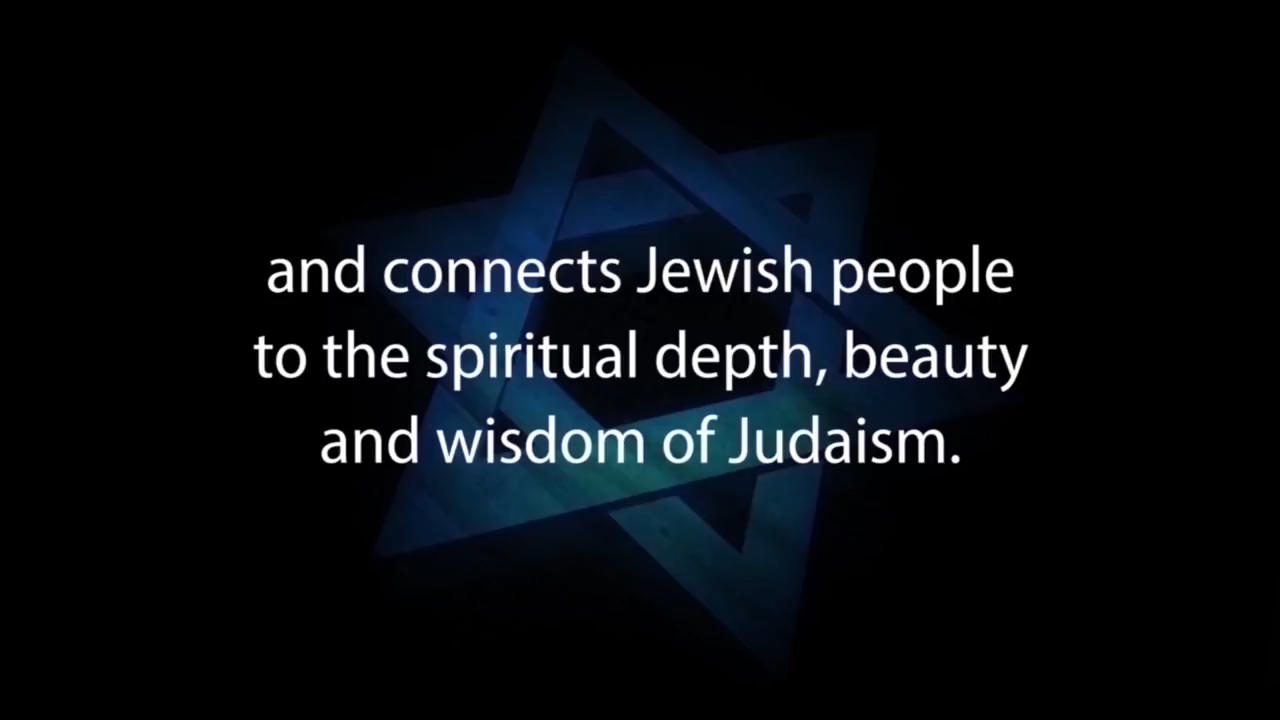 and connects Jewish people
to the spiritual depth, beauty
and wisdom of Judaism.